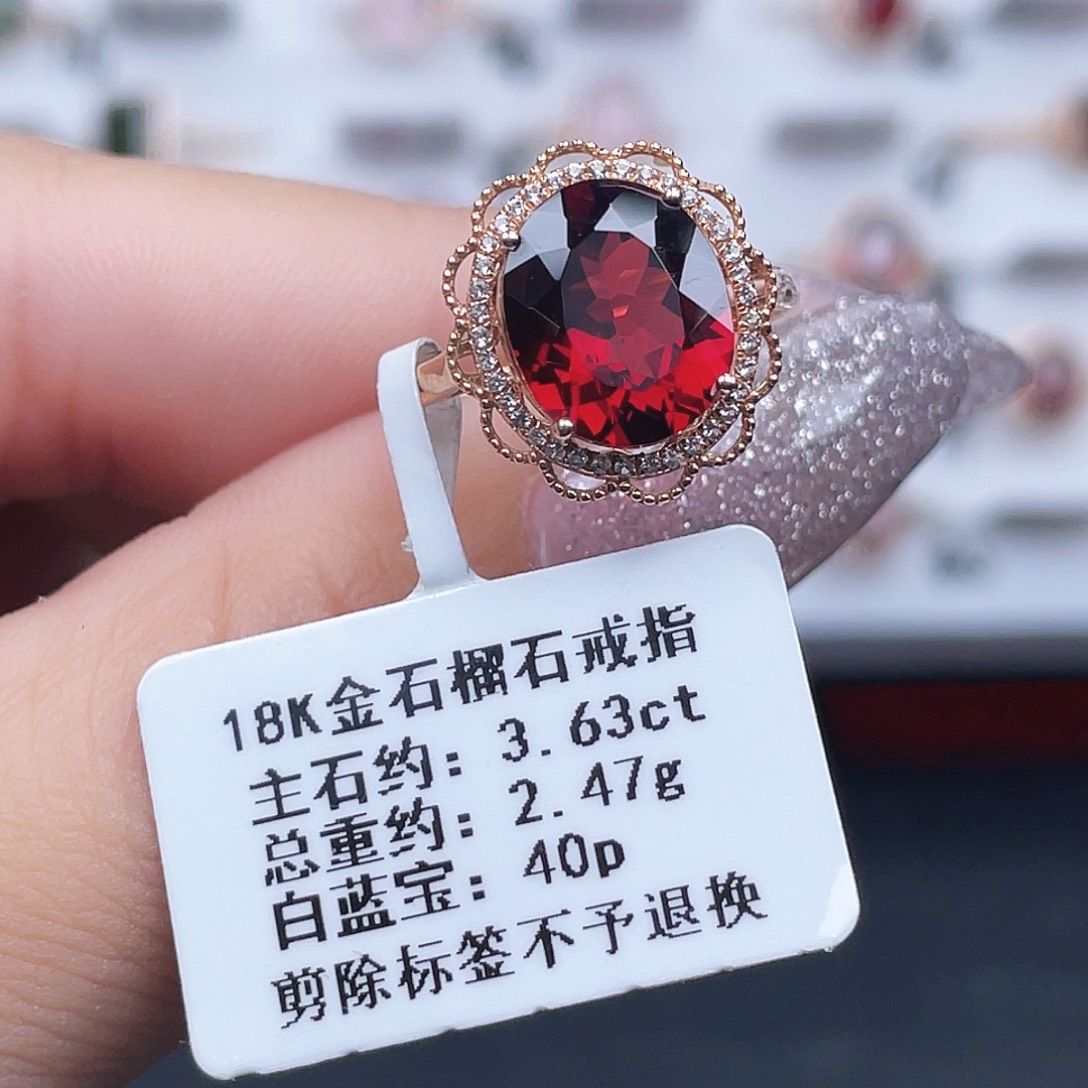 18K金石榴石戒指
主石约：3.63ct
总重约：2.47g
白蓝宝：40p
剪除标签不予退换